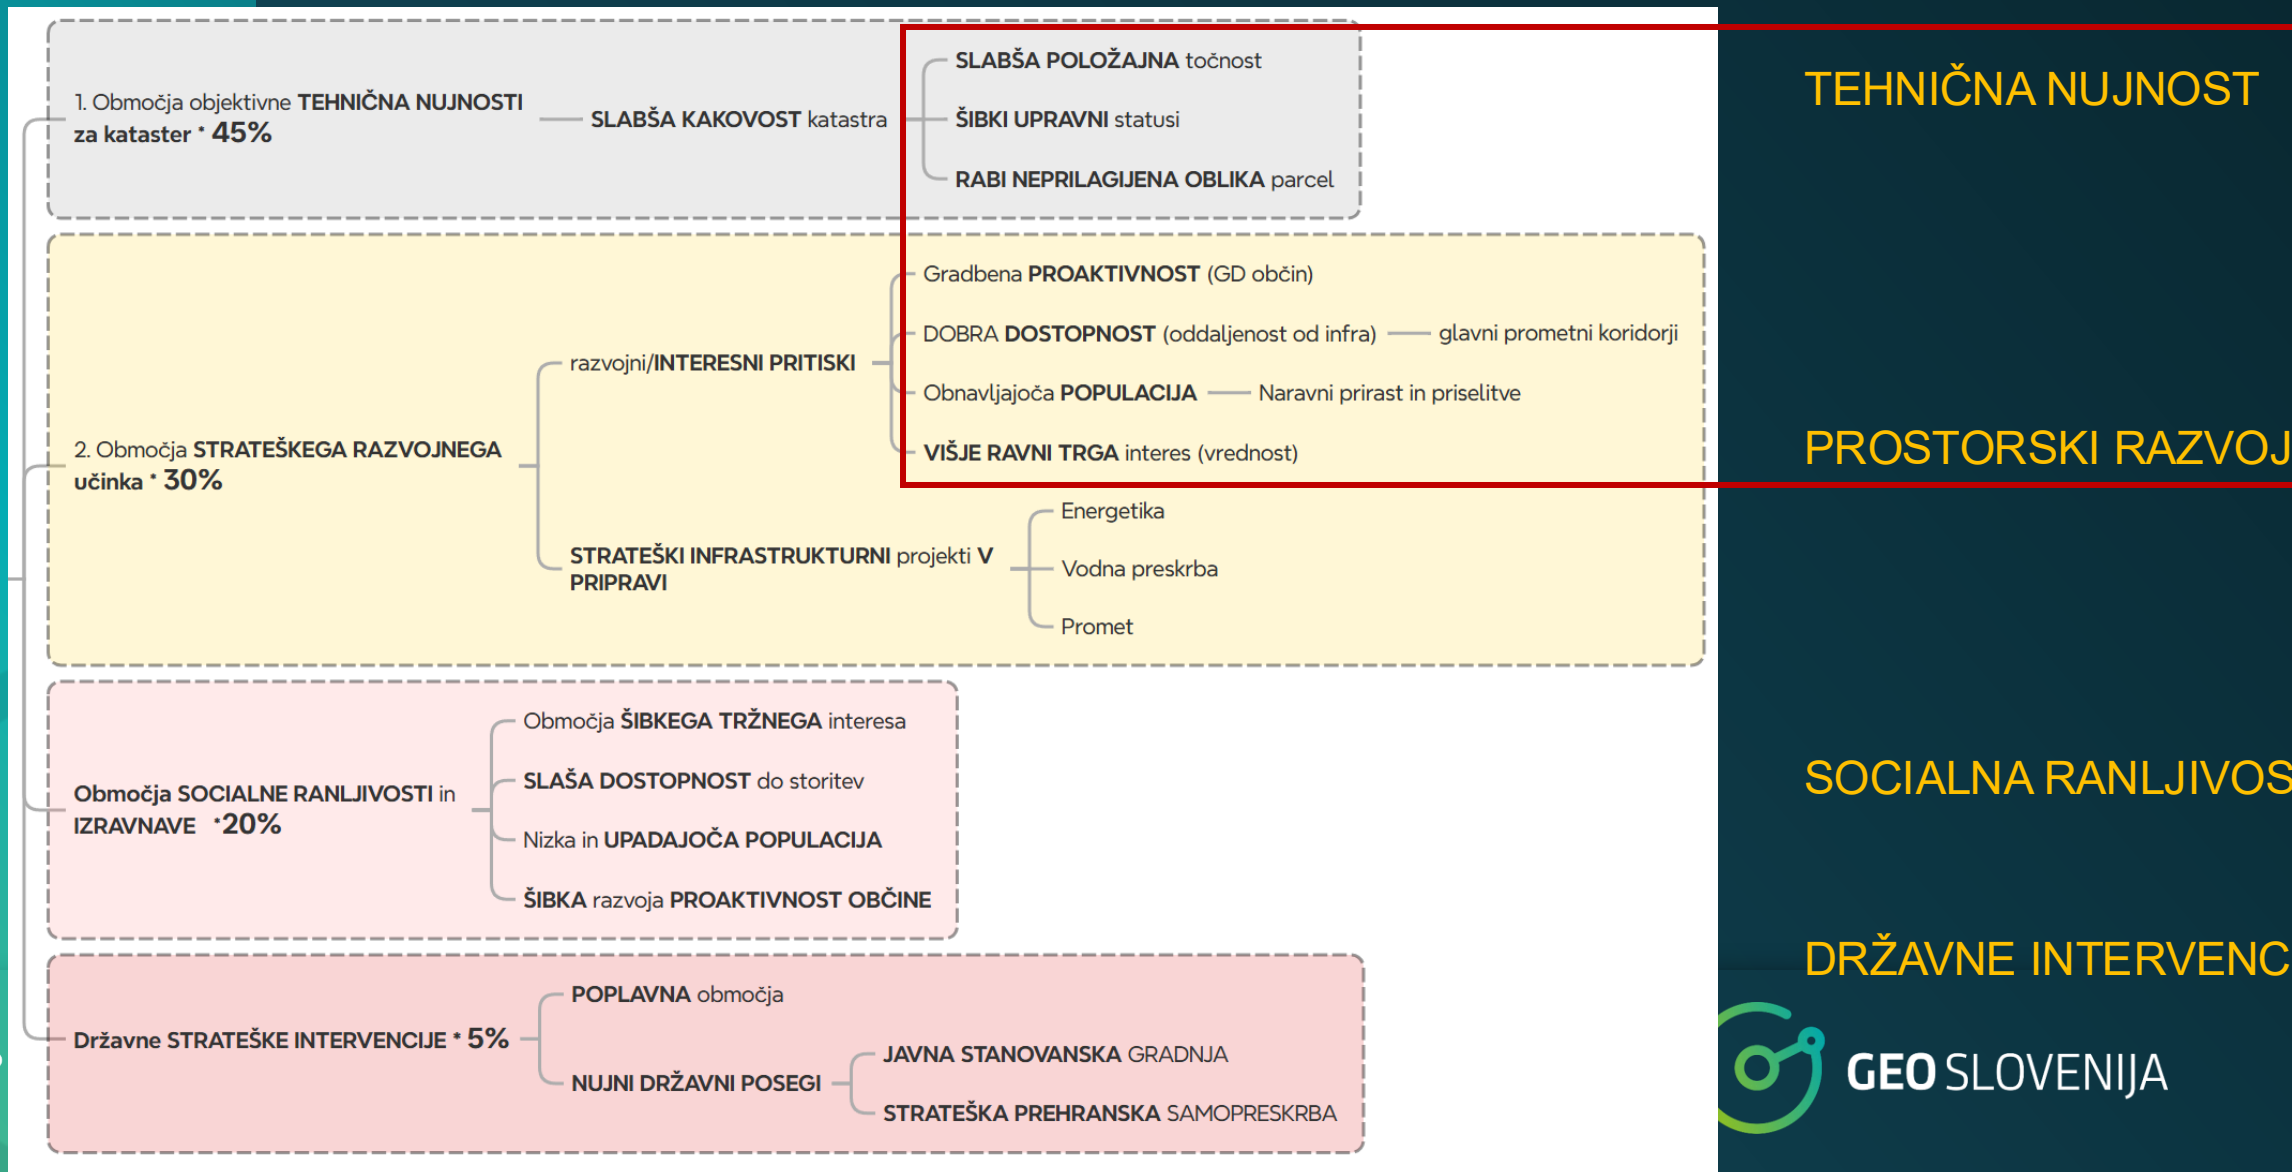 1. Območja objektivne TEHNIČNA NUJNOSTI
za kataster * 45%
SLABŠA KAKOVOST katastra
SLABŠA POLOŽAJNA točnost
ŠIBKI UPRAVNI statusi
RABI NEPRILAGIJENA OBLIKA parcel
TEHNIČNA NUJNOST
2. Območja STRATEŠKEGA RAZVOJNEGA
učinka * 30%
razvojni/INTERESNI PRITISKI
Gradbena PROAKTIVNOST (GD občin)
DOBRA DOSTOPNOST (oddaljenost od infra)
glavni prometni koridorji
Obnavljajoča POPULACIJA
Naravni prirast in priselitve
VIŠJE RAVNI TRGA interes (vrednost)
STRATEŠKI INFRASTRUKTURNI projekti V
PRIPRAVI
Energetika
Vodna preskrba
Promet
PROSTORSKI RAZVOJ
Območja SOCIALNE RANLJIVOSTI in
IZRAVNAVE *20%
Območja ŠIBKEGA TRŽNEGA interesa
SLAŠA DOSTOPNOST do storitev
Nizka in UPADAJOČA POPULACIJA
ŠIBKA razvoja PROAKTIVNOST OBČINE
SOCIALNA RANLJIVOS
Državne STRATEŠKE INTERVENCIJE * 5%
POPLAVNA območja
NUJNI DRŽAVNI POSEGI
JAVNA STANOVANSKA GRADNJA
STRATEŠKA PREHRANSKA SAMOPRESKRBA
DRŽAVNE INTERVENCI
GEO SLOVENIJA